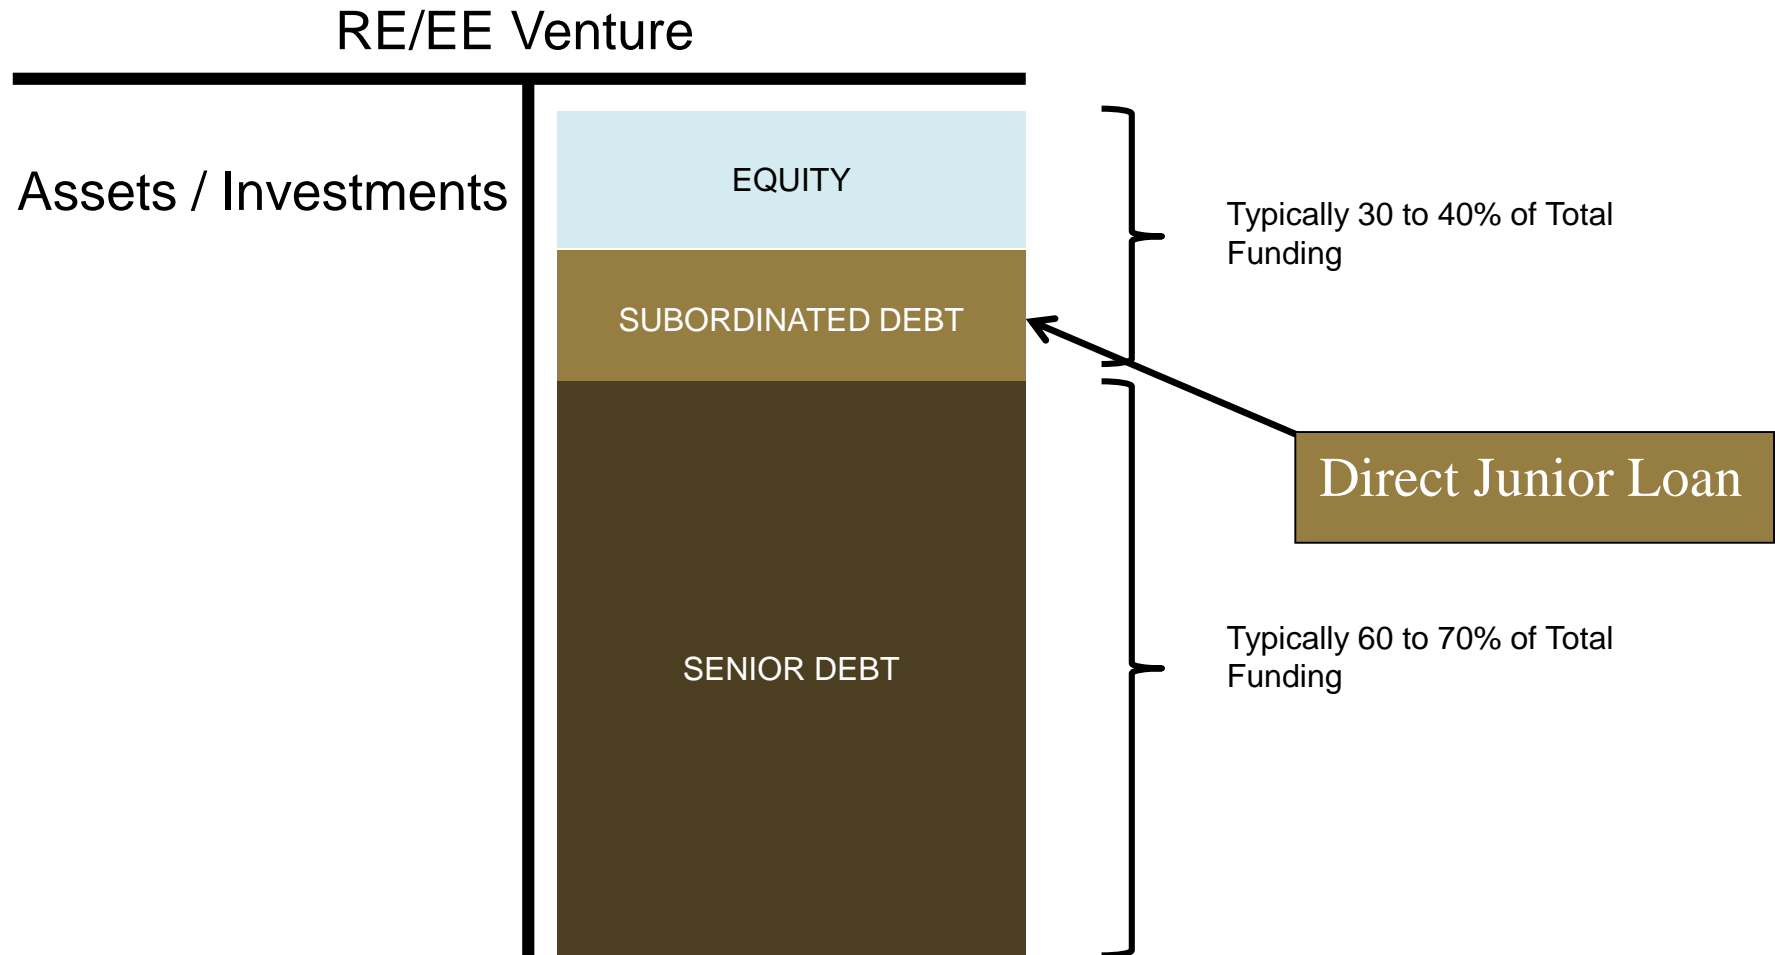 RE/EE Venture
Assets / Investments
EQUITY
Typically 30 to 40% of Total
Funding
SUBORDINATED DEBT
Direct Junior Loan
SENIOR DEBT
Typically 60 to 70% of Total
Funding